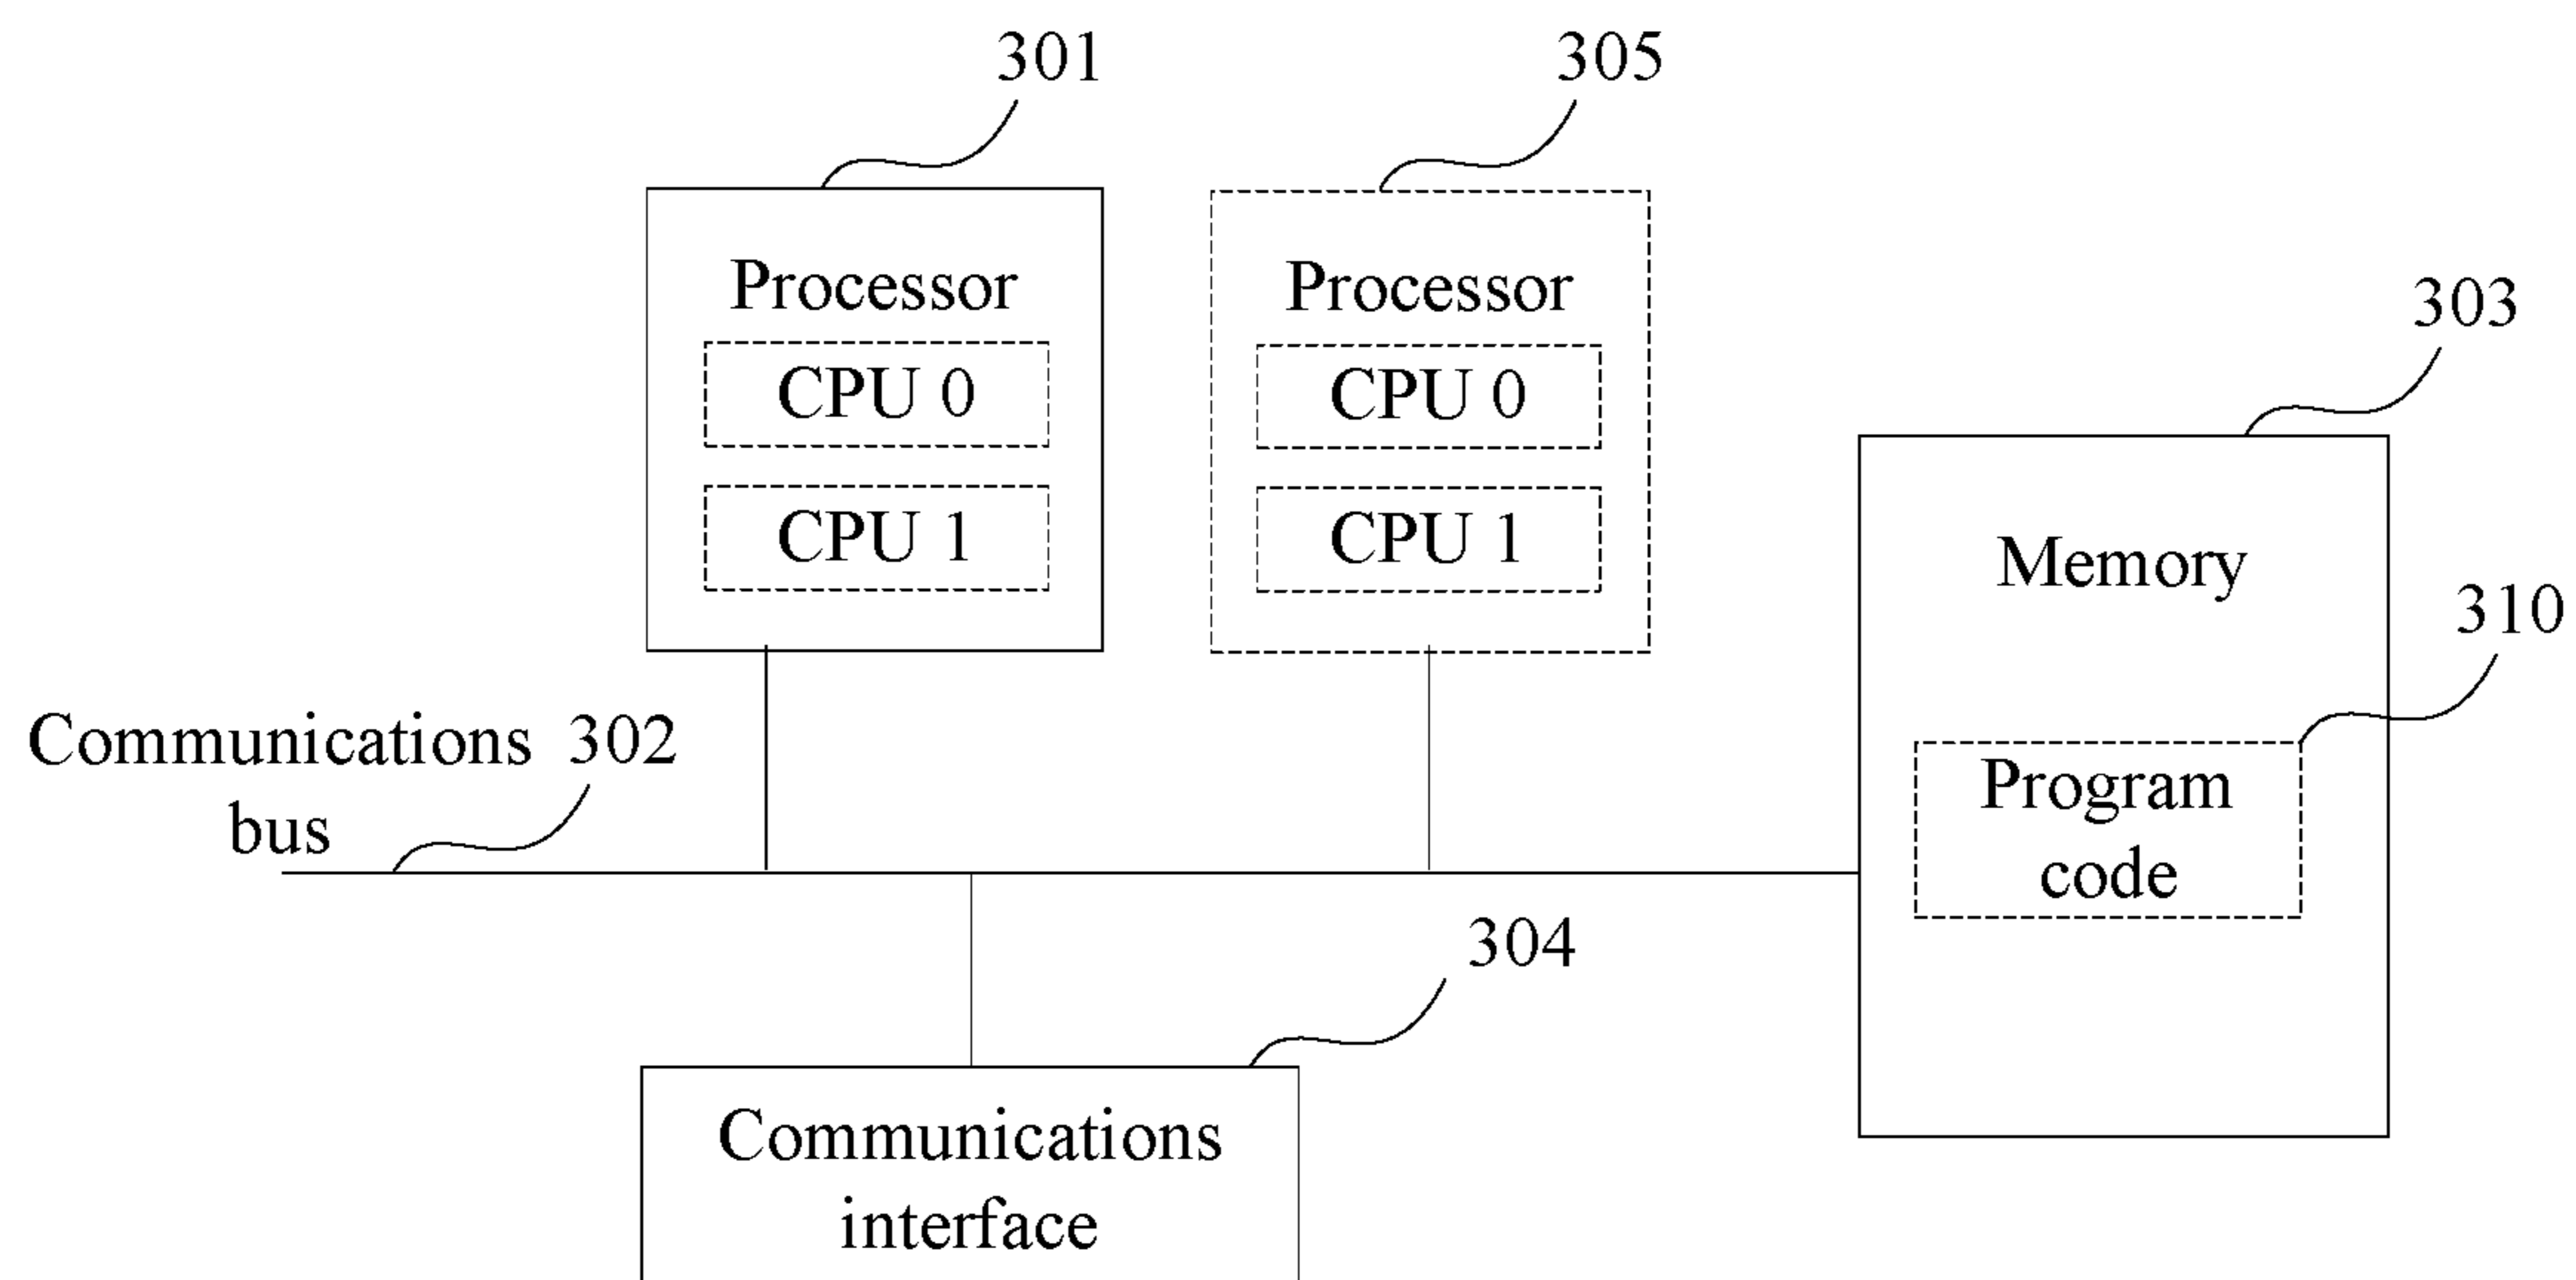 301
305
Processor
CPU 0
CPU 1
Processor
CPU 0
CPU 1
303
Memory
310
Program
code
Communications 302
bus
304
Communications
interface